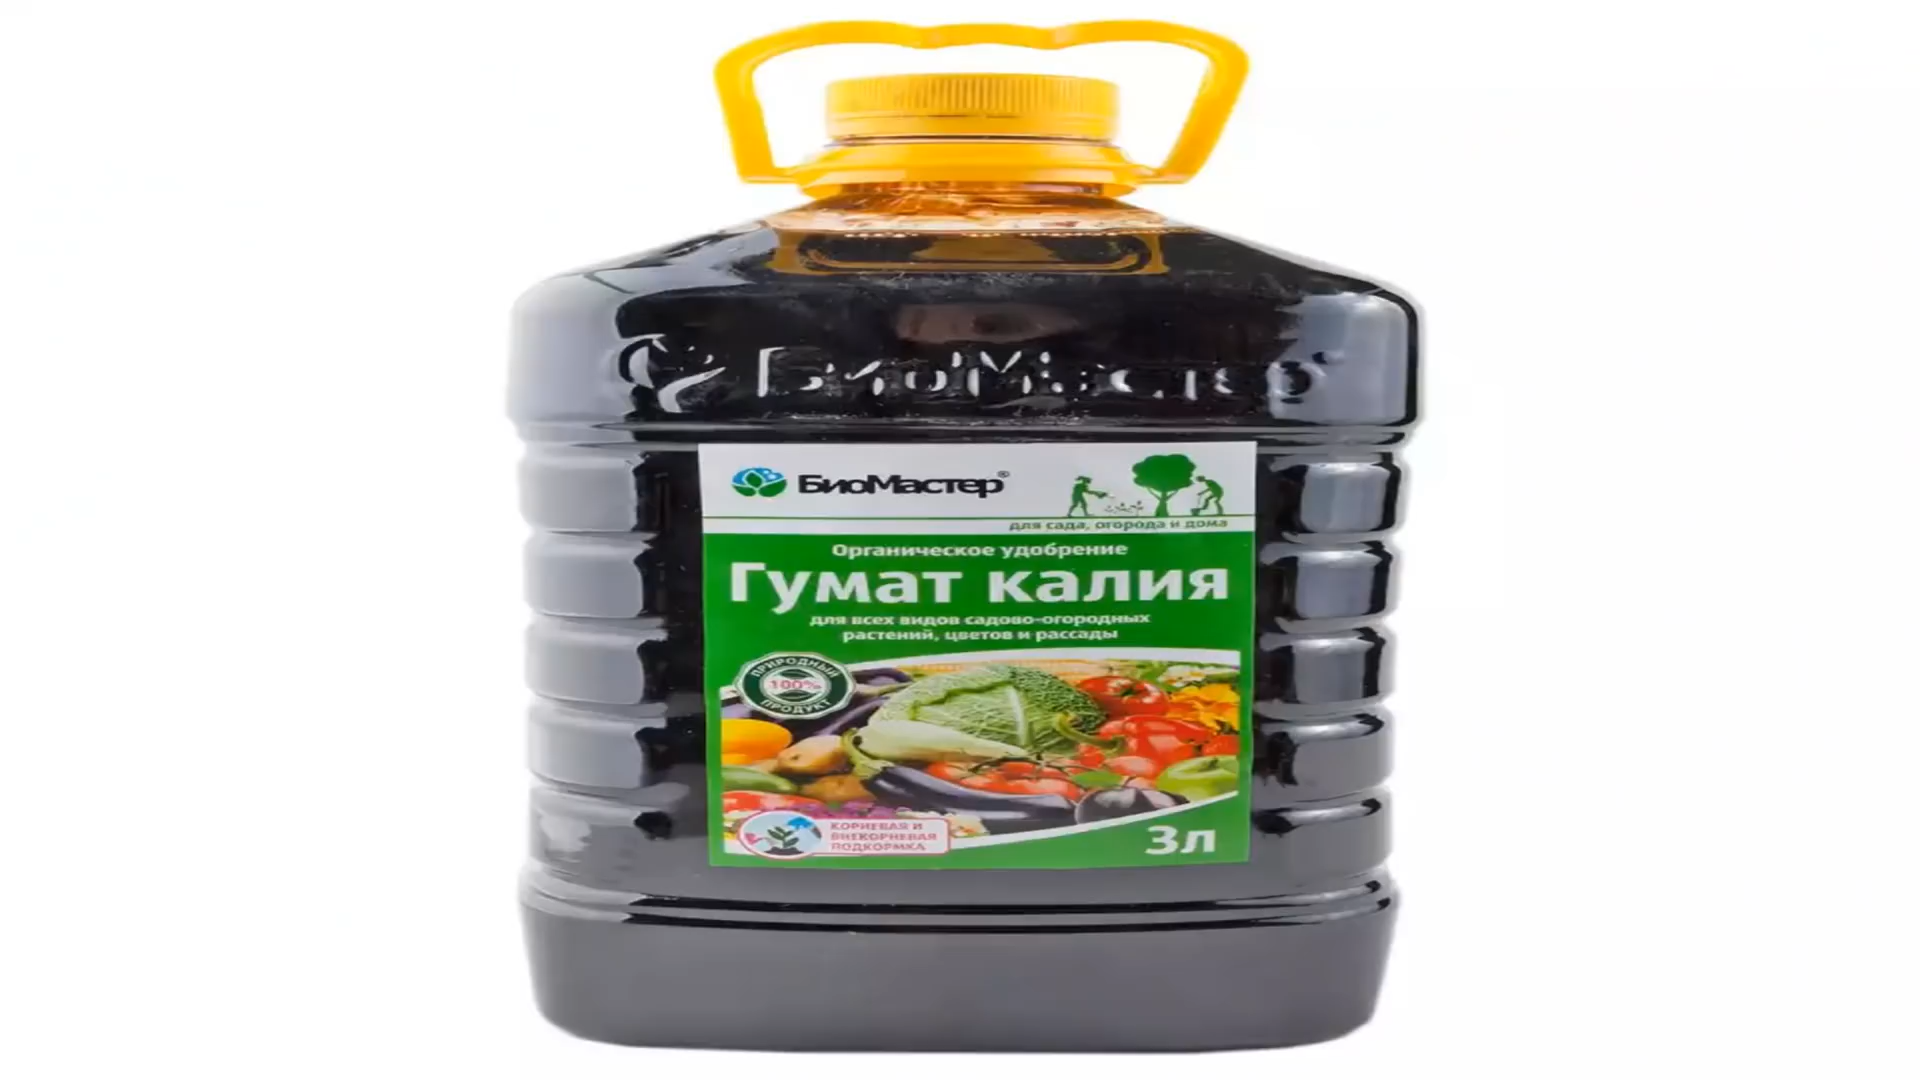 БиоМастер
БиоМастер®
для сада, огорода и дома
Органическое удобрение
Гумат калия
для всех видов садово-огородных
растений, цветов и рассады
ПРИРОДНЫЙ
100%
ПРОДУКТ
КОРНЕВАЯ И
ВНЕКОРНЕВАЯ
ПОДКОРМКА
3л